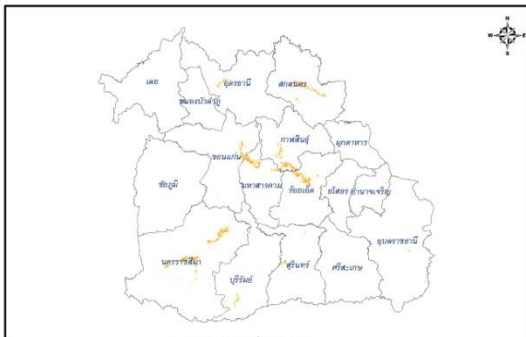 N
W E
S
เลย
อุดรธานี
สกลนคร
หนองบัวลำภู
กาฬสินธุ์
มุกดาหาร
ขอนแก่น
ชัยภูมิ
มหาสารคาม
ร้อยเอ็ด
ยโสธร
อำนาจเจริญ
อุบลราชธานี
นครราชสีมา
สุรินทร์
ศรีสะเกษ
บุรีรัมย์